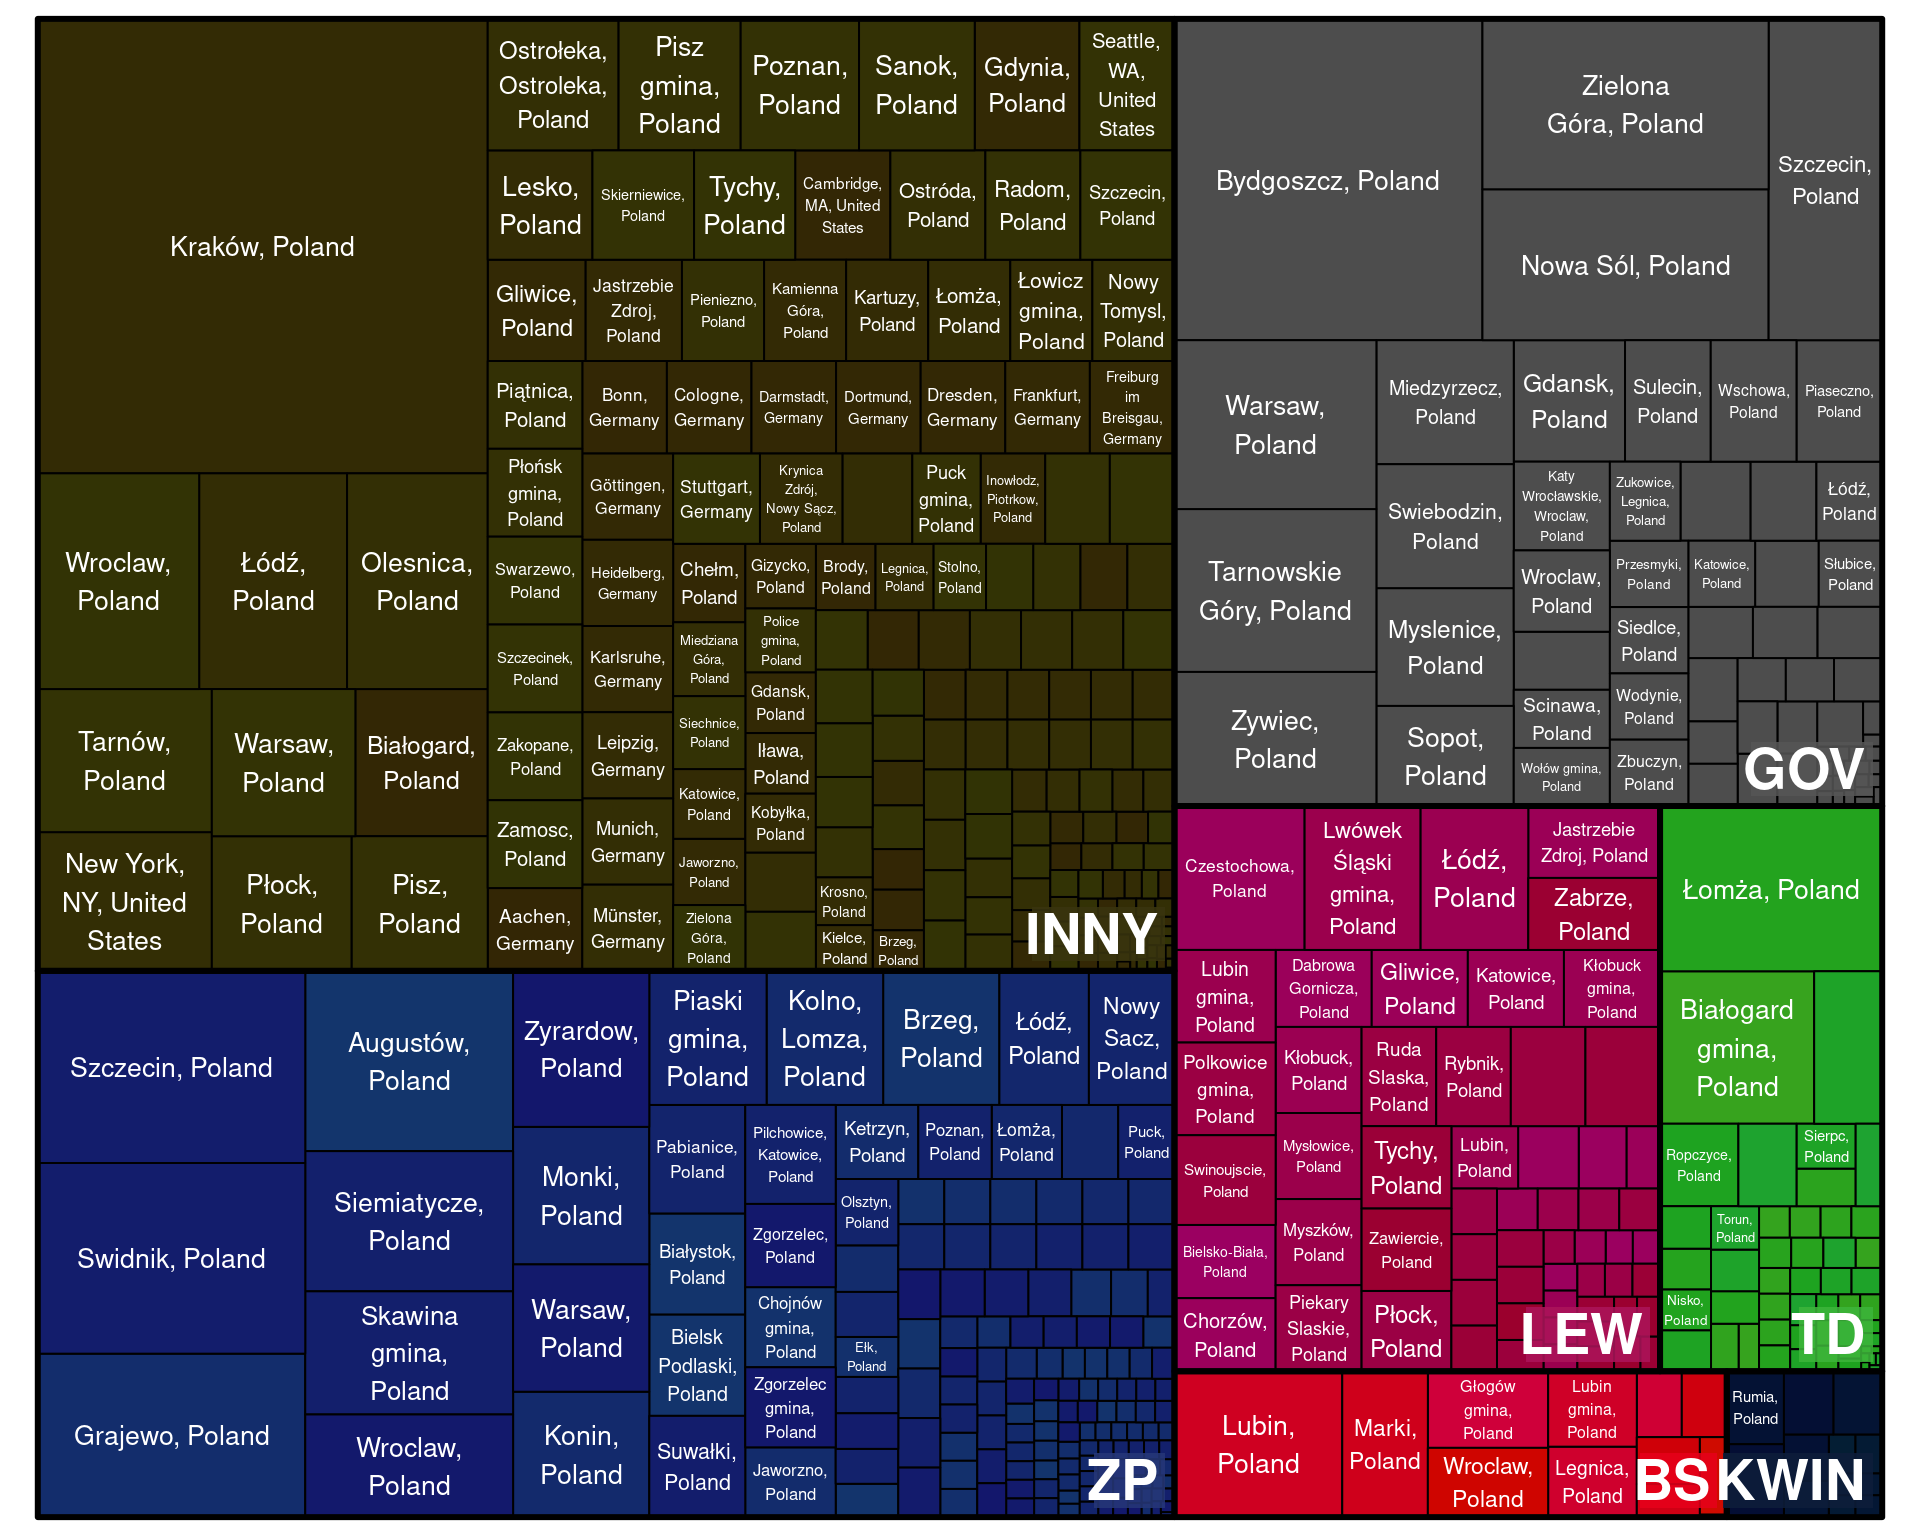 Kraków, Poland
Wroclaw,
Poland
Łódź,
Poland
Olesnica,
Poland
Tarnów,
Poland
Warsaw,
Poland
Białogard,
Poland
New York,
NY, United
States
Płock,
Poland
Pisz,
Poland
Ostrołeka,
Ostroleka,
Poland
Pisz
gmina,
Poland
Poznan,
Poland
Sanok,
Poland
Gdynia,
Poland
Seattle,
WA,
United
States
Lesko,
Poland
Skierniewice,
Poland
Tychy,
Poland
Cambridge,
MA, United
States
Ostróda,
Poland
Radom,
Poland
Szczecin,
Poland
Gliwice,
Poland
Jastrzebie
Zdroj,
Poland
Pieniezno,
Poland
Kamienna
Góra,
Poland
Kartuzy,
Poland
Łomża,
Poland
Łowicz
gmina,
Poland
Nowy
Tomysl,
Poland
Piątnica,
Poland
Bonn,
Germany
Cologne,
Germany
Darmstadt,
Germany
Dortmund,
Germany
Dresden,
Germany
Frankfurt,
Germany
Freiburg
im
Breisgau,
Germany
Płońsk
gmina,
Poland
Göttingen,
Germany
Stuttgart,
Germany
Krynica
Zdrój,
Nowy Sącz,
Poland
Puck
gmina,
Poland
Inowłodz,
Piotrkow,
Poland
Swarzewo,
Poland
Heidelberg,
Germany
Chełm,
Poland
Gizycko,
Poland
Brody,
Poland
Legnica,
Poland
Stolno,
Poland
Szczecinek,
Poland
Karlsruhe,
Germany
Miedziana
Góra,
Poland
Police
gmina,
Poland
Gdansk,
Poland
Zakopane,
Poland
Leipzig,
Germany
Siechnice,
Poland
Iława,
Poland
Katowice,
Poland
Kobyłka,
Poland
Zamosc,
Poland
Munich,
Germany
Jaworzno,
Poland
Aachen,
Germany
Münster,
Germany
Zielona
Góra,
Poland
Krosno,
Poland
Kielce,
Poland
Brzeg,
Poland
INNY
Bydgoszcz, Poland
Zielona
Góra, Poland
Nowa Sól, Poland
Szczecin,
Poland
Warsaw,
Poland
Tarnowskie
Góry, Poland
Zywiec,
Poland
Miedzyrzecz,
Poland
Swiebodzin,
Poland
Myslenice,
Poland
Sopot,
Poland
Gdansk,
Poland
Sulecin,
Poland
Wschowa,
Poland
Piaseczno,
Poland
Katy
Wrocławskie,
Wroclaw,
Poland
Zukowice,
Legnica,
Poland
Łódź,
Poland
Wroclaw,
Poland
Przesmyki,
Poland
Katowice,
Poland
Słubice,
Poland
Siedlce,
Poland
Scinawa,
Poland
Wodynie,
Poland
Wołów gmina,
Poland
Zbuczyn,
Poland
GOV
Szczecin, Poland
Swidnik, Poland
Grajewo, Poland
Augustów,
Poland
Siemiatycze,
Poland
Skawina
gmina,
Poland
Wroclaw,
Poland
Zyrardow,
Poland
Monki,
Poland
Warsaw,
Poland
Konin,
Poland
Piaski
gmina,
Poland
Kolno,
Lomza,
Poland
Brzeg,
Poland
Łódź,
Poland
Nowy
Sacz,
Poland
Pabianice,
Poland
Pilchowice,
Katowice,
Poland
Ketrzyn,
Poland
Poznan,
Poland
Łomża,
Poland
Puck,
Poland
Białystok,
Poland
Zgorzelec,
Poland
Olsztyn,
Poland
Bielsk
Podlaski,
Poland
Chojnów
gmina,
Poland
Ełk,
Poland
Suwałki,
Poland
Zgorzelec
gmina,
Poland
Jaworzno,
Poland
ZP
Czestochowa,
Poland
Lwówek
Śląski
gmina,
Poland
Łódź,
Poland
Jastrzebie
Zdroj, Poland
Zabrze,
Poland
Lubin
gmina,
Poland
Dabrowa
Gornicza,
Poland
Gliwice,
Poland
Katowice,
Poland
Kłobuck
gmina,
Poland
Polkowice
gmina,
Poland
Kłobuck,
Poland
Ruda
Slaska,
Poland
Rybnik,
Poland
Swinoujscie,
Poland
Mysłowice,
Poland
Tychy,
Poland
Lubin,
Poland
Bielsko-Biała,
Poland
Myszków,
Poland
Zawiercie,
Poland
Chorzów,
Poland
Piekary
Slaskie,
Poland
Płock,
Poland
LEW
Łomża, Poland
Białogard
gmina,
Poland
Ropczyce,
Poland
Sierpc,
Poland
Torun,
Poland
Nisko,
Poland
TD
Lubin,
Poland
Marki,
Poland
Głogów
gmina,
Poland
Lubin
gmina,
Poland
Wroclaw,
Poland
Legnica,
Poland
BS
Rumia,
Poland
KWIN